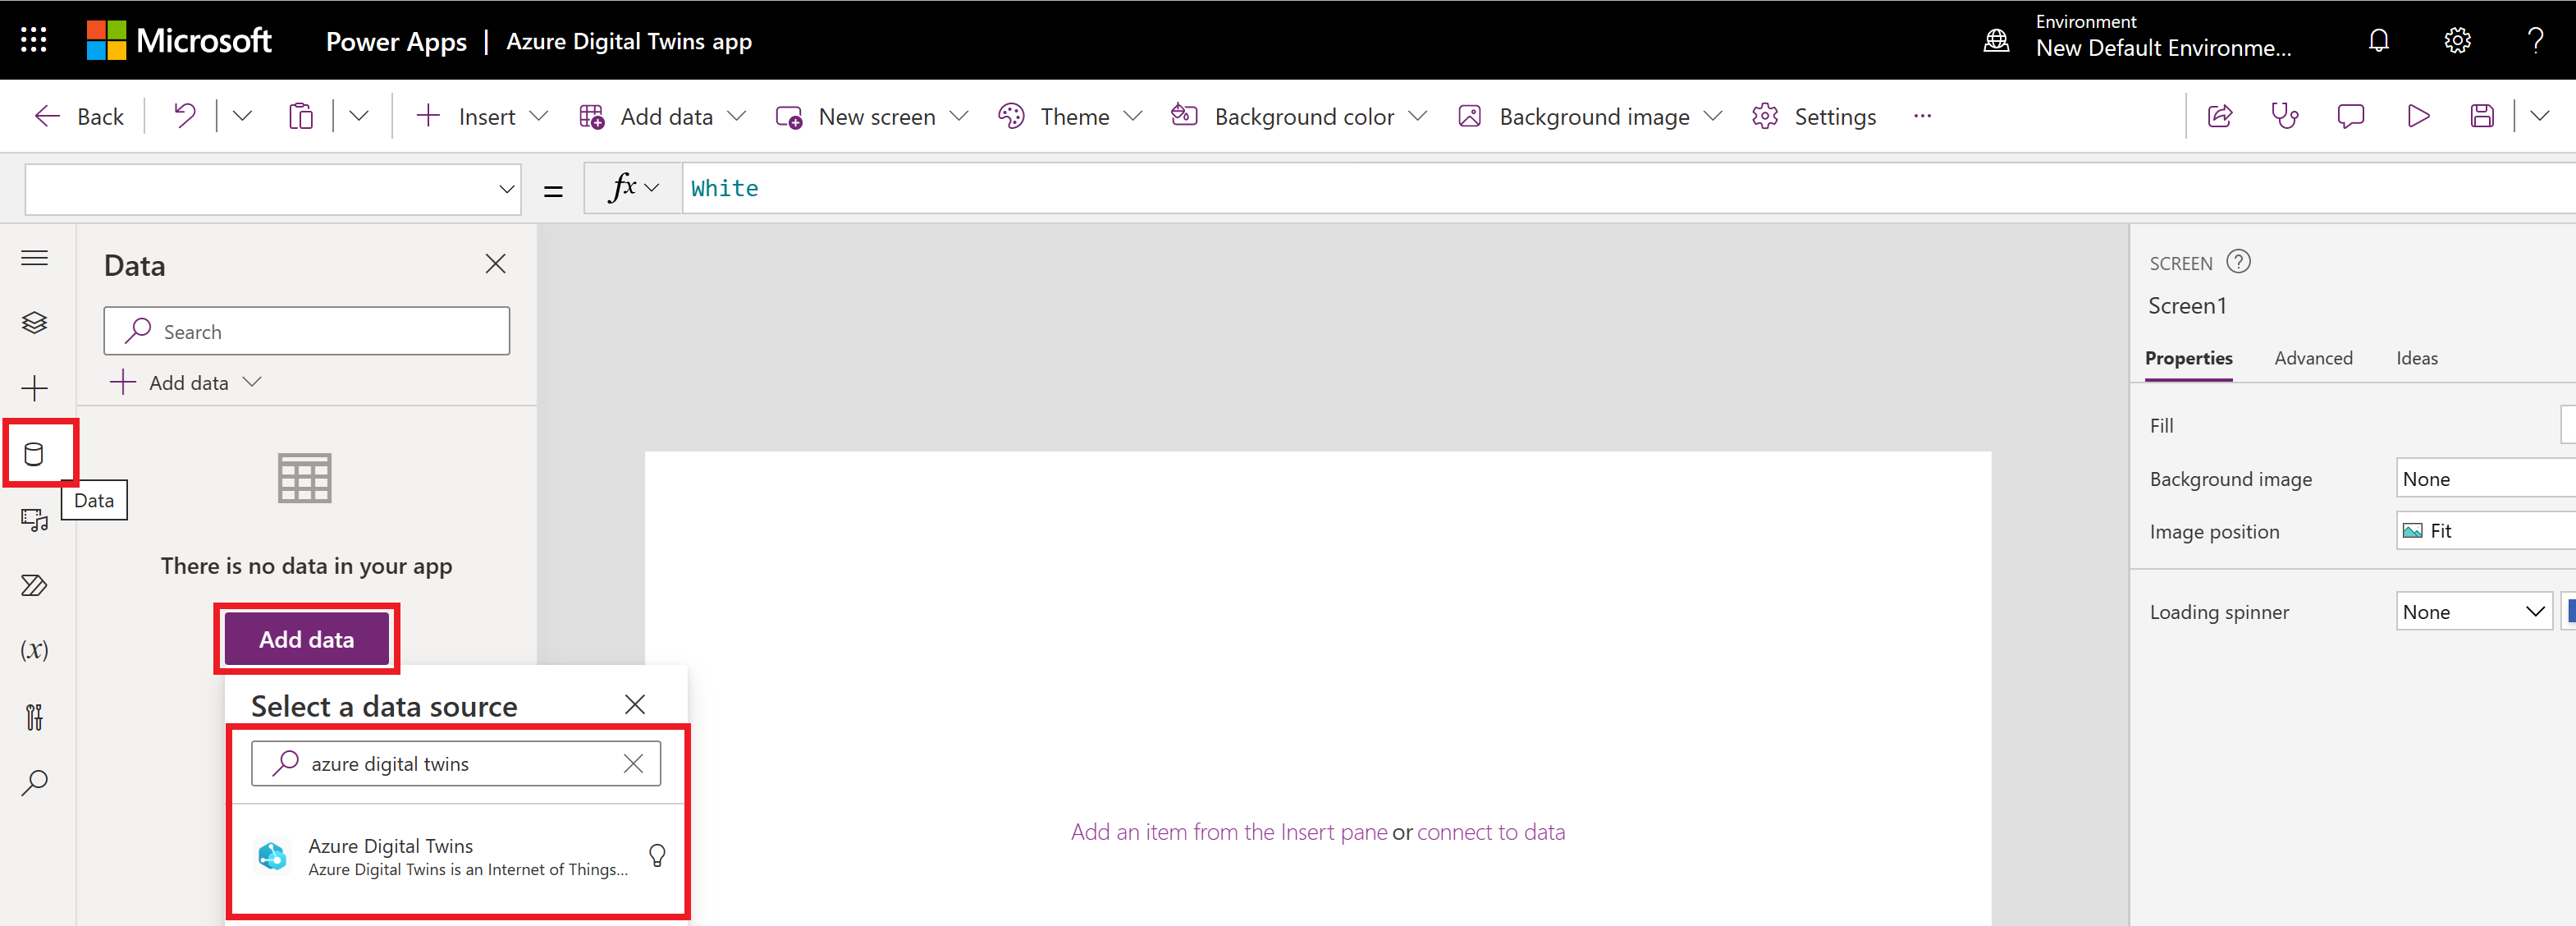 Microsoft Power Apps | Azure Digital Twins app
Environment
New Default Environme...
Back
Insert
Add data
New screen
Theme
Background color
Background image
Settings
...
=
fx
White
Data
Search
Add data
Data
There is no data in your app
Add data
Select a data source
azure digital twins
Azure Digital Twins
Azure Digital Twins is an Internet of Things...
(x)
Add an item from the Insert pane or connect to data
SCREEN
Screen1
Properties
Advanced
Ideas
Fill
Background image
None
Image position
Fit
Loading spinner
None